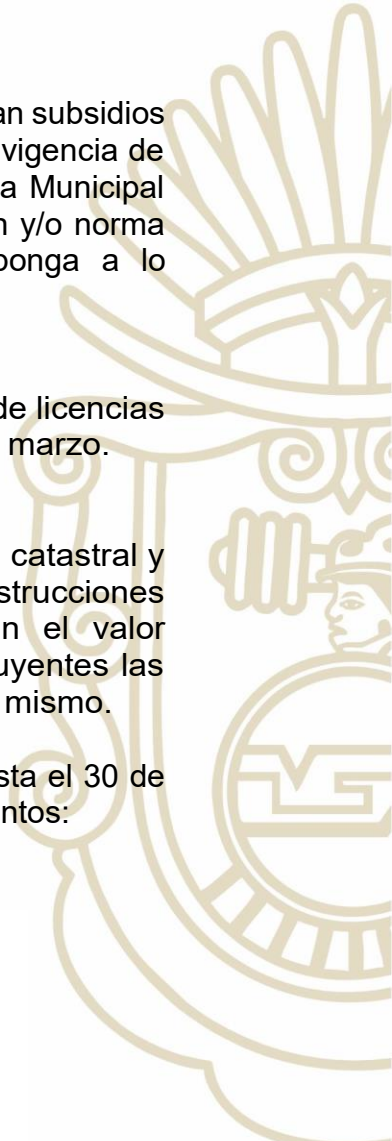 an subsidios
vigencia de
a Municipal
n y/o norma
ponga a lo
de licencias
marzo.
catastral y
strucciones
n el valor
uyentes las
mismo.
sta el 30 de
ntos: